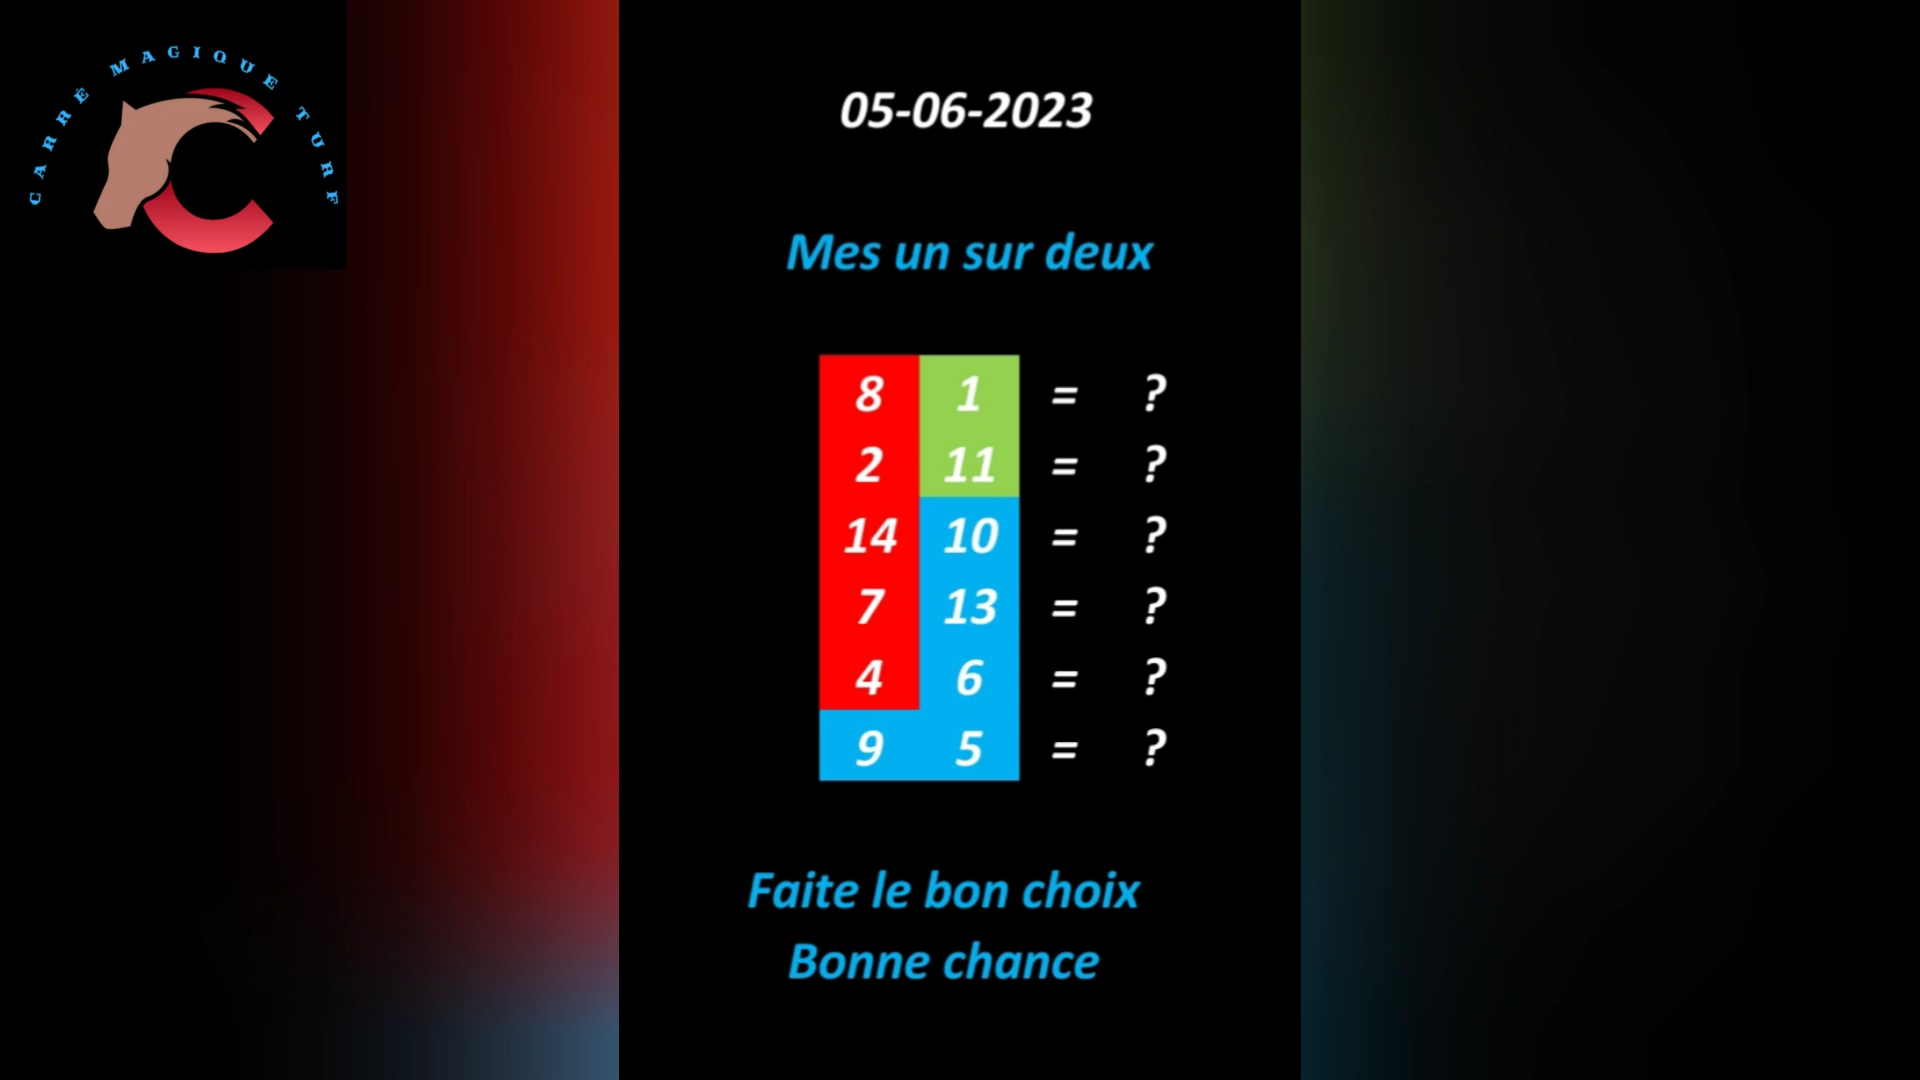 CARRÉ MAGIQUE TURF
05-06-2023
Mes un sur deux
8 1 = ?
2 11 = ?
14 10 = ?
7 13 = ?
4 6 = ?
9 5 = ?
Faite le bon choix
Bonne chance